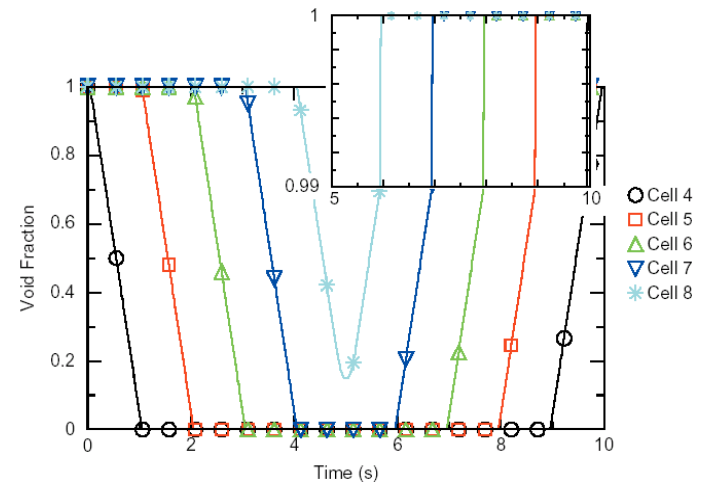 1
0.99
5
10
1
0.8
0.6
0.4
0.2
0
0 2 4 6 8 10
Void Fraction
Time (s)
Cell 4
Cell 5
Cell 6
Cell 7
Cell 8